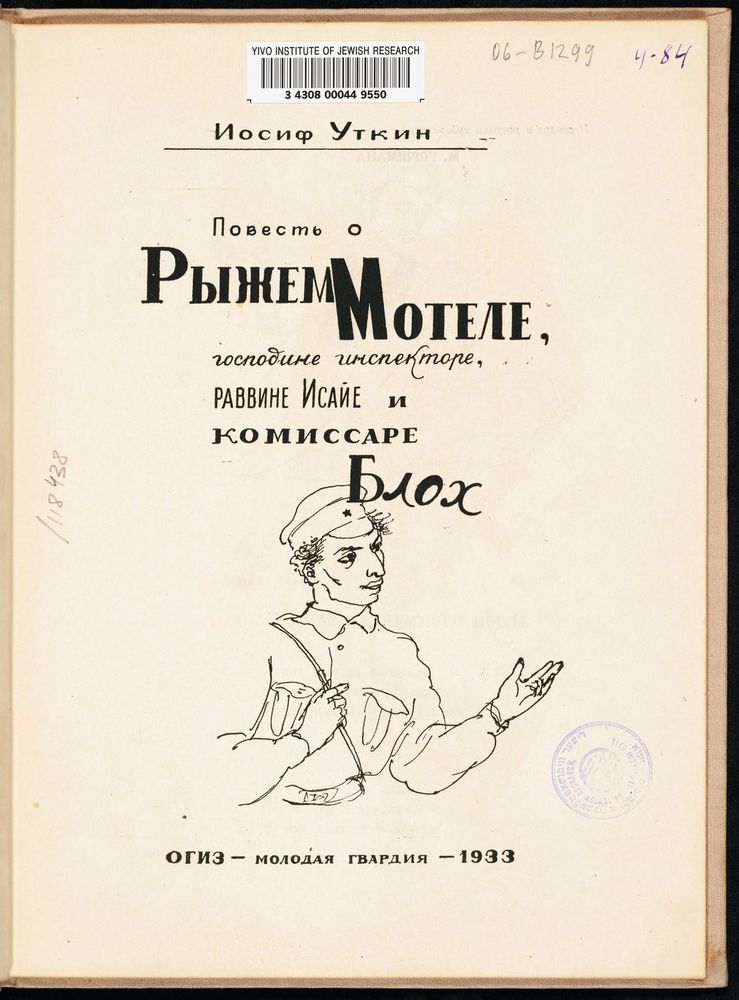 YIVO INSTITUTE OF JEWISH RESEARCH
3 4308 00044 9550
06-B1299
4-84
Иосиф Уткин
Повесть о
Рыжем Мотеле,
господине инспекторе,
раввине Исайе и
комиссаре
Блох
/118438
ОГИЗ — МОЛОДАЯ ГВАРДИЯ — 1933